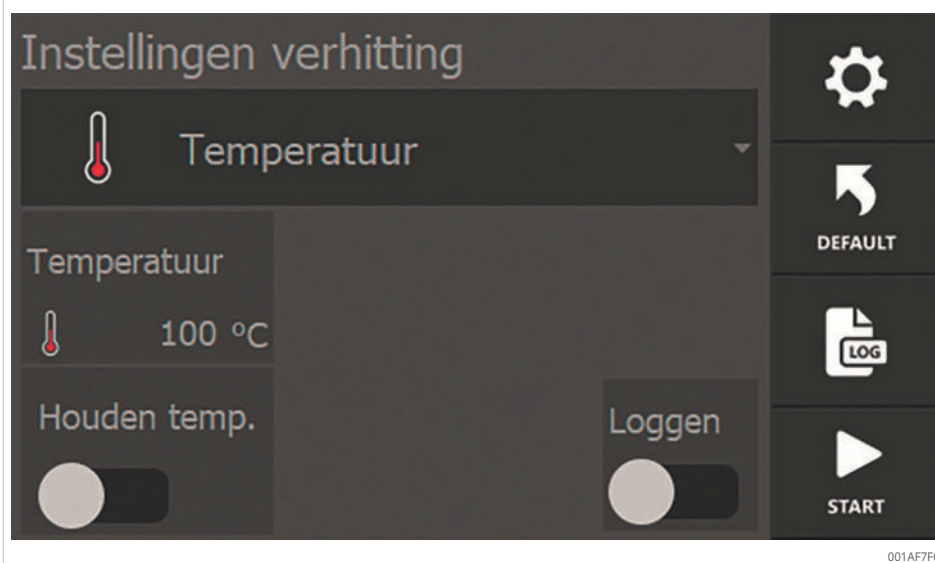 Instellingen verhitting
Temperatuur
DEFAULT
Temperatuur
100 °C
LOG
Houden temp.
Loggen
START